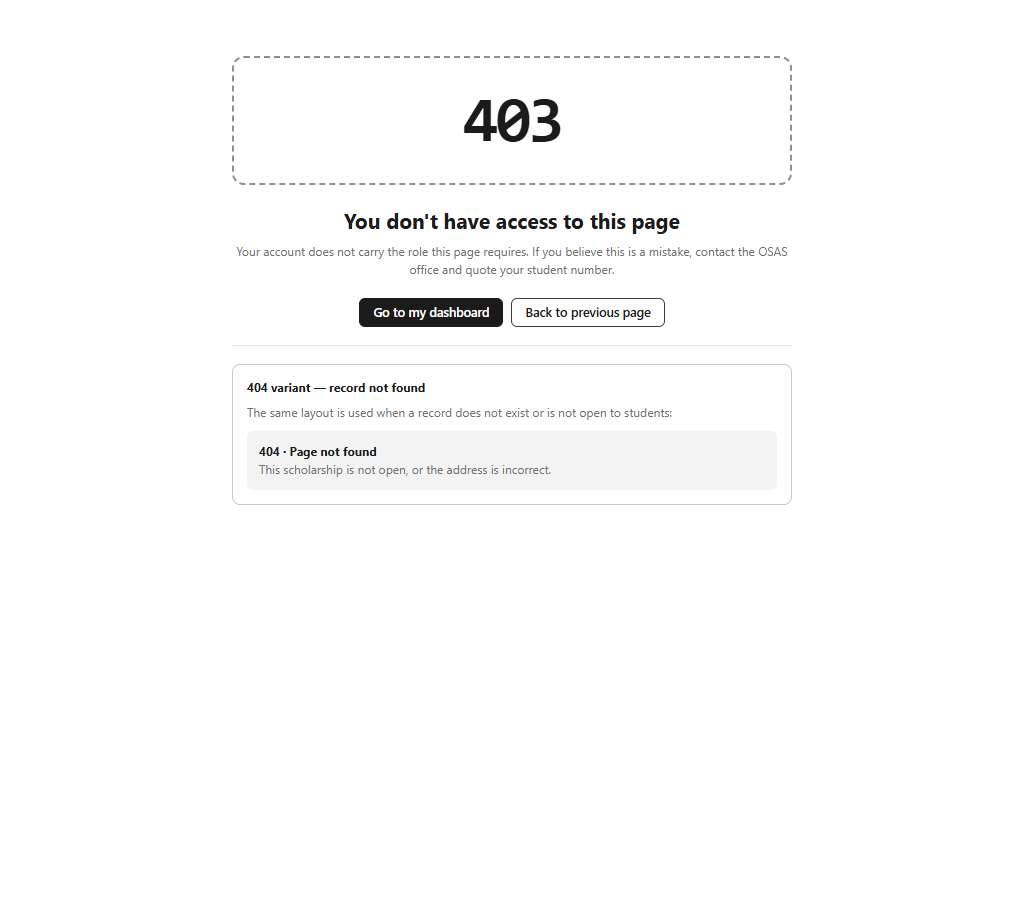 403
You don't have access to this page
Your account does not carry the role this page requires. If you believe this is a mistake, contact the OSAS
office and quote your student number.
Go to my dashboard
Back to previous page
404 variant — record not found
The same layout is used when a record does not exist or is not open to students:
404 · Page not found
This scholarship is not open, or the address is incorrect.